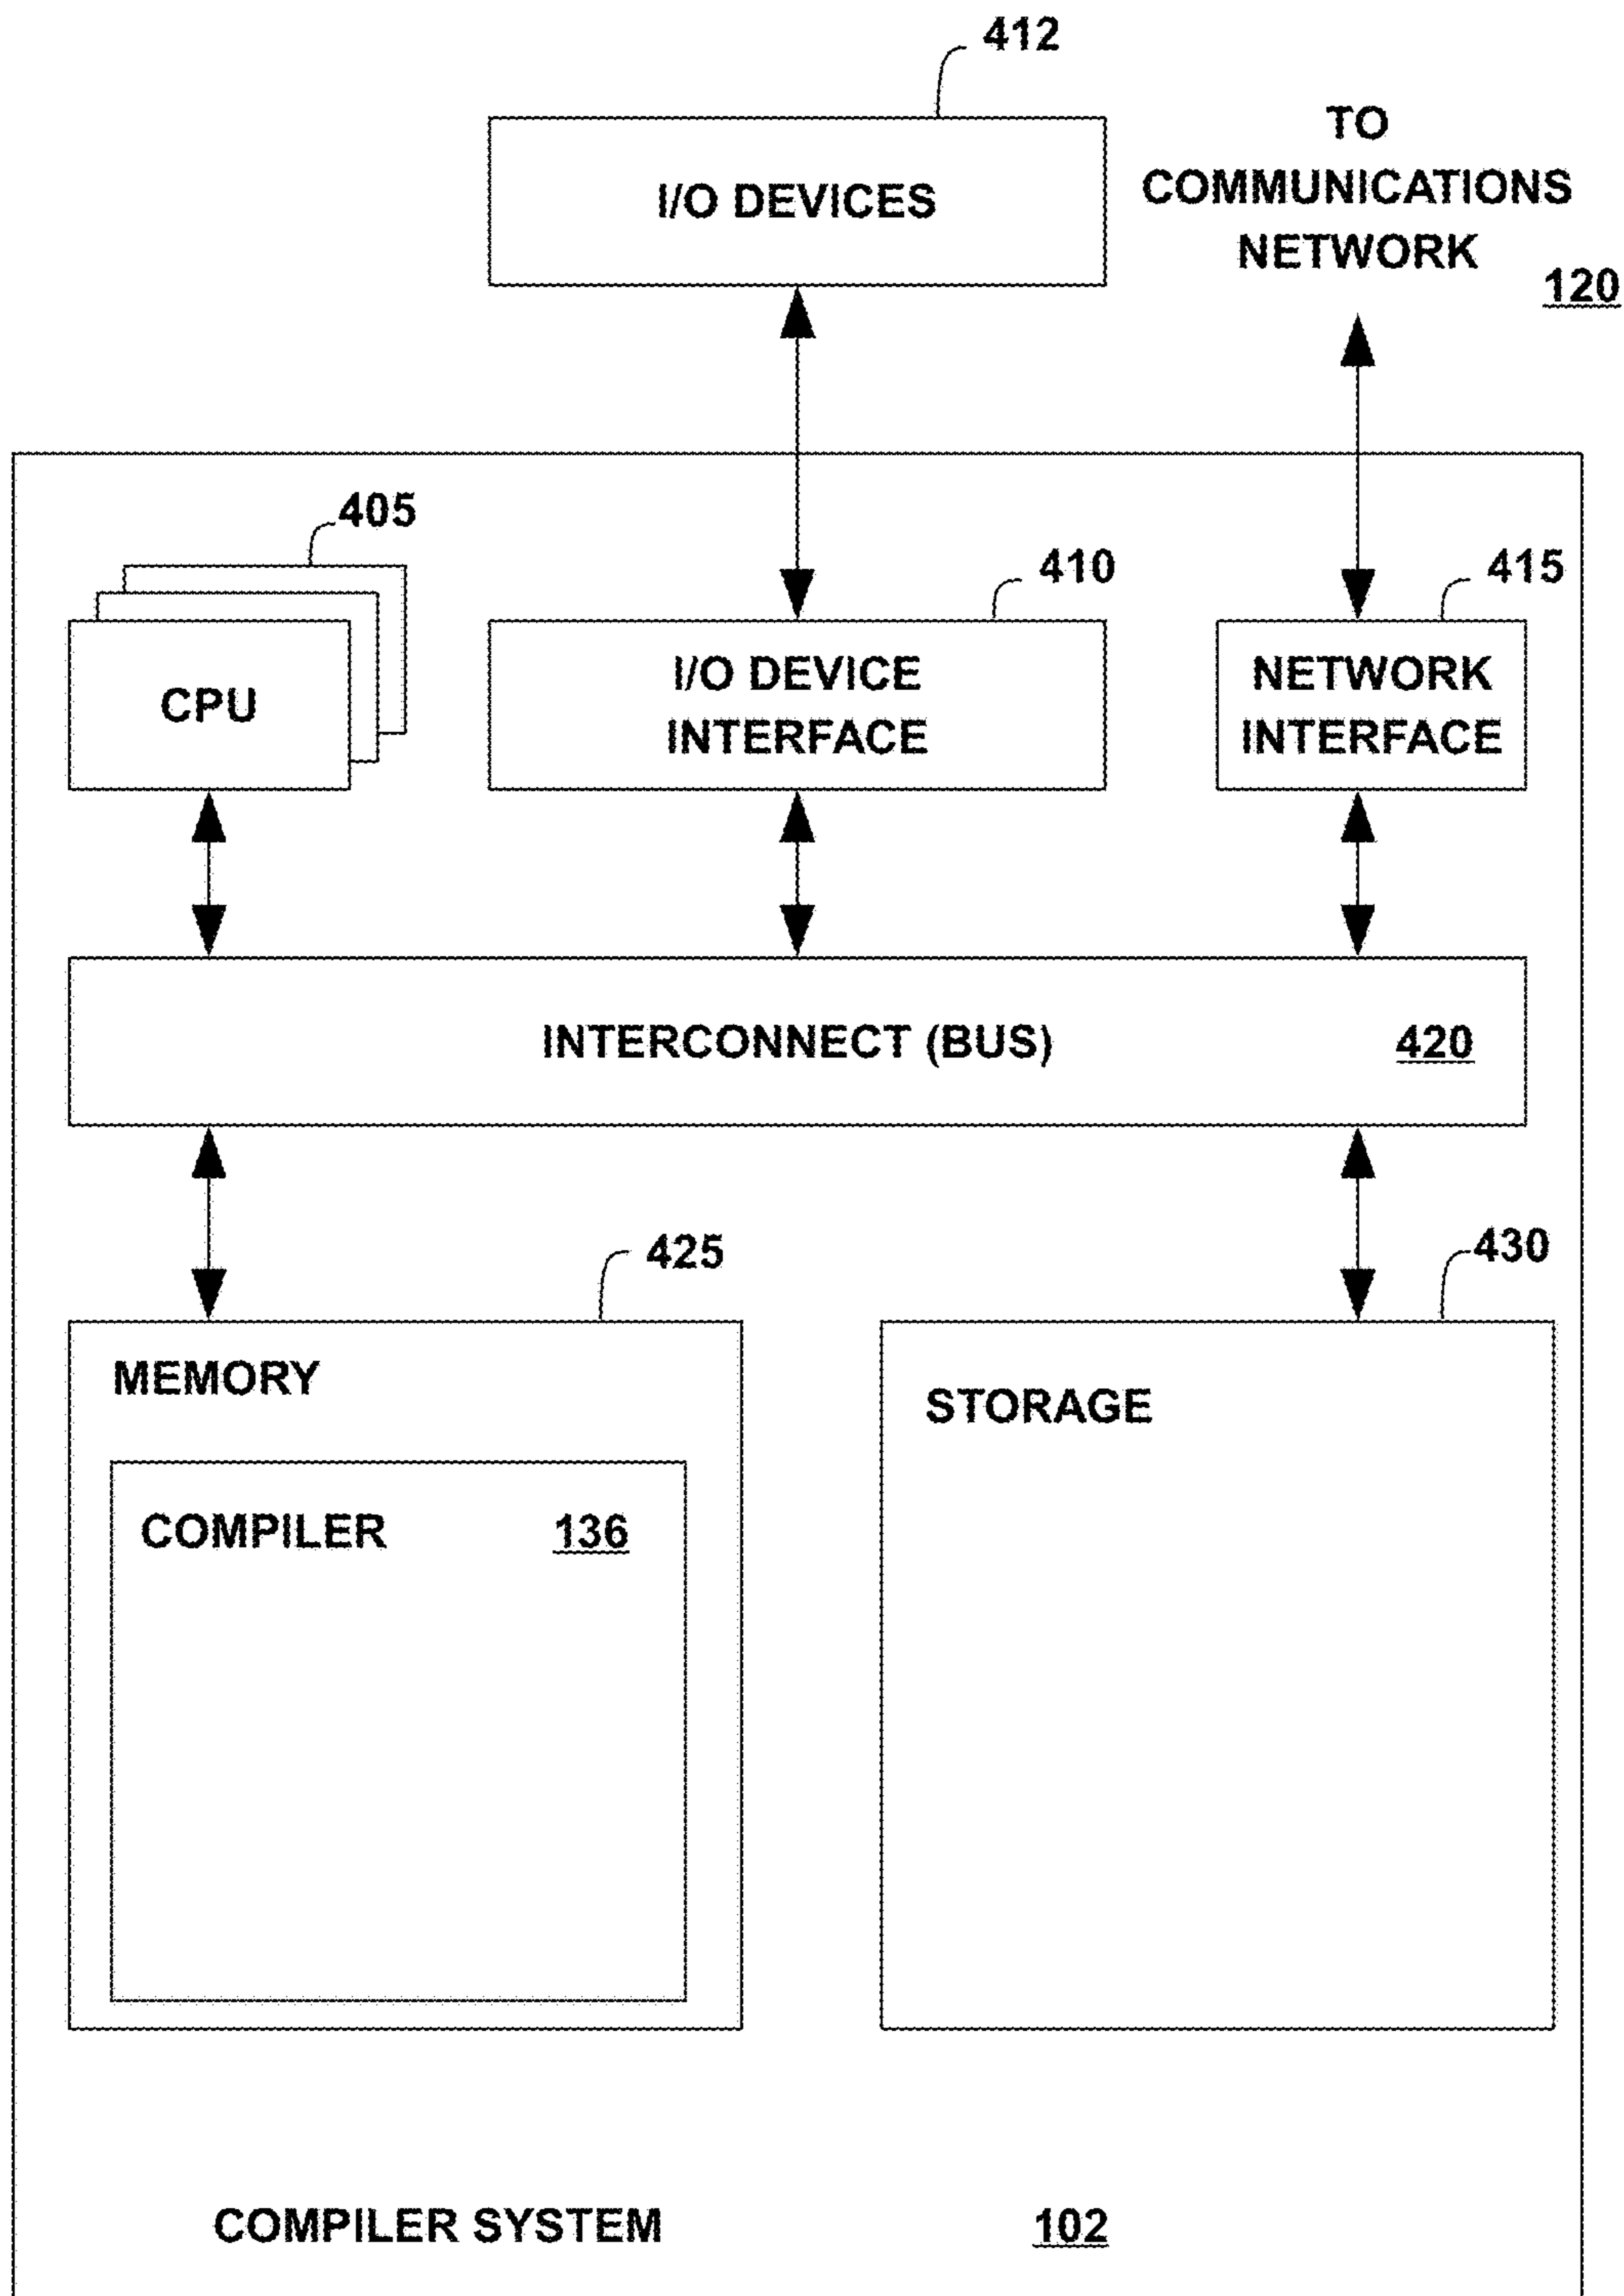 412
I/O DEVICES
TO
COMMUNICATIONS
NETWORK
120
405
CPU
410
I/O DEVICE
INTERFACE
415
NETWORK
INTERFACE
INTERCONNECT (BUS) 420
425
MEMORY
COMPILER 136
430
STORAGE
COMPILER SYSTEM 102